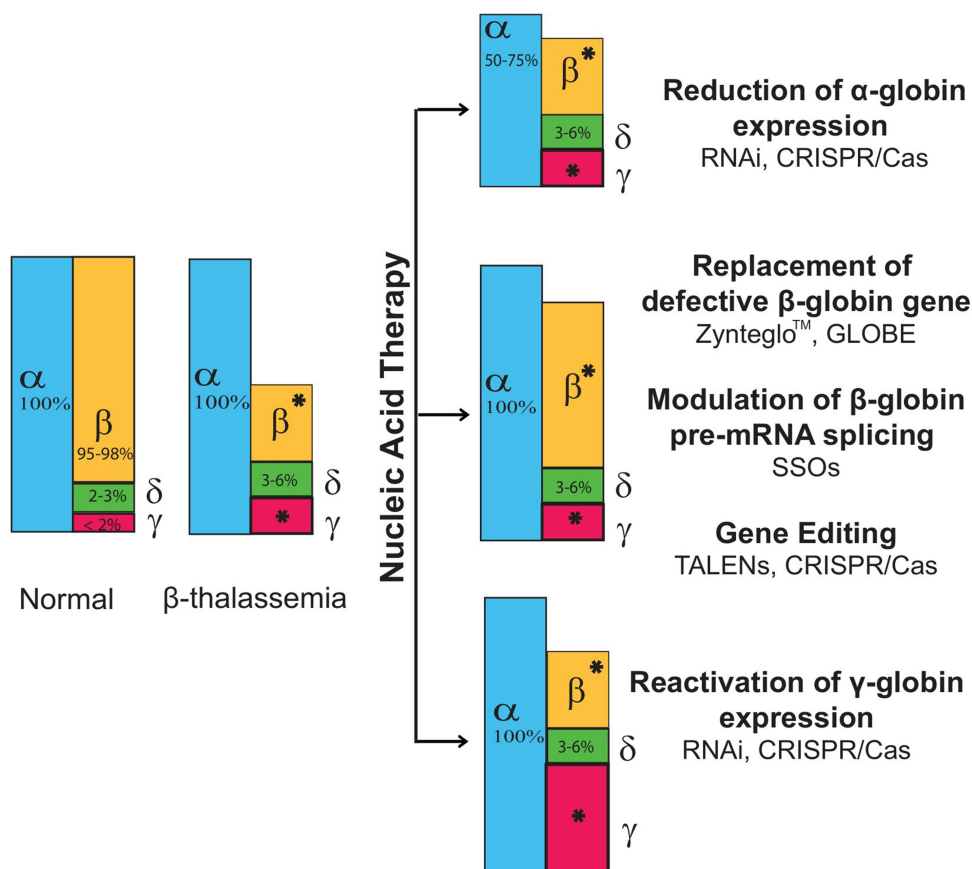 α
100%
β
95-98%
2-3%
δ
< 2%
γ
Normal
α
100%
β*
3-6%
δ
*
γ
β-thalassemia
Nucleic Acid Therapy
α
50-75%
β*
3-6%
δ
*
γ
Reduction of α-globin
expression
RNAi, CRISPR/Cas
α
100%
β*
3-6%
δ
*
γ
Replacement of
defective β-globin gene
Zynteglo™, GLOBE
Modulation of β-globin
pre-mRNA splicing
SSOs
Gene Editing
TALENs, CRISPR/Cas
α
100%
β*
3-6%
δ
*
γ
Reactivation of γ-globin
expression
RNAi, CRISPR/Cas